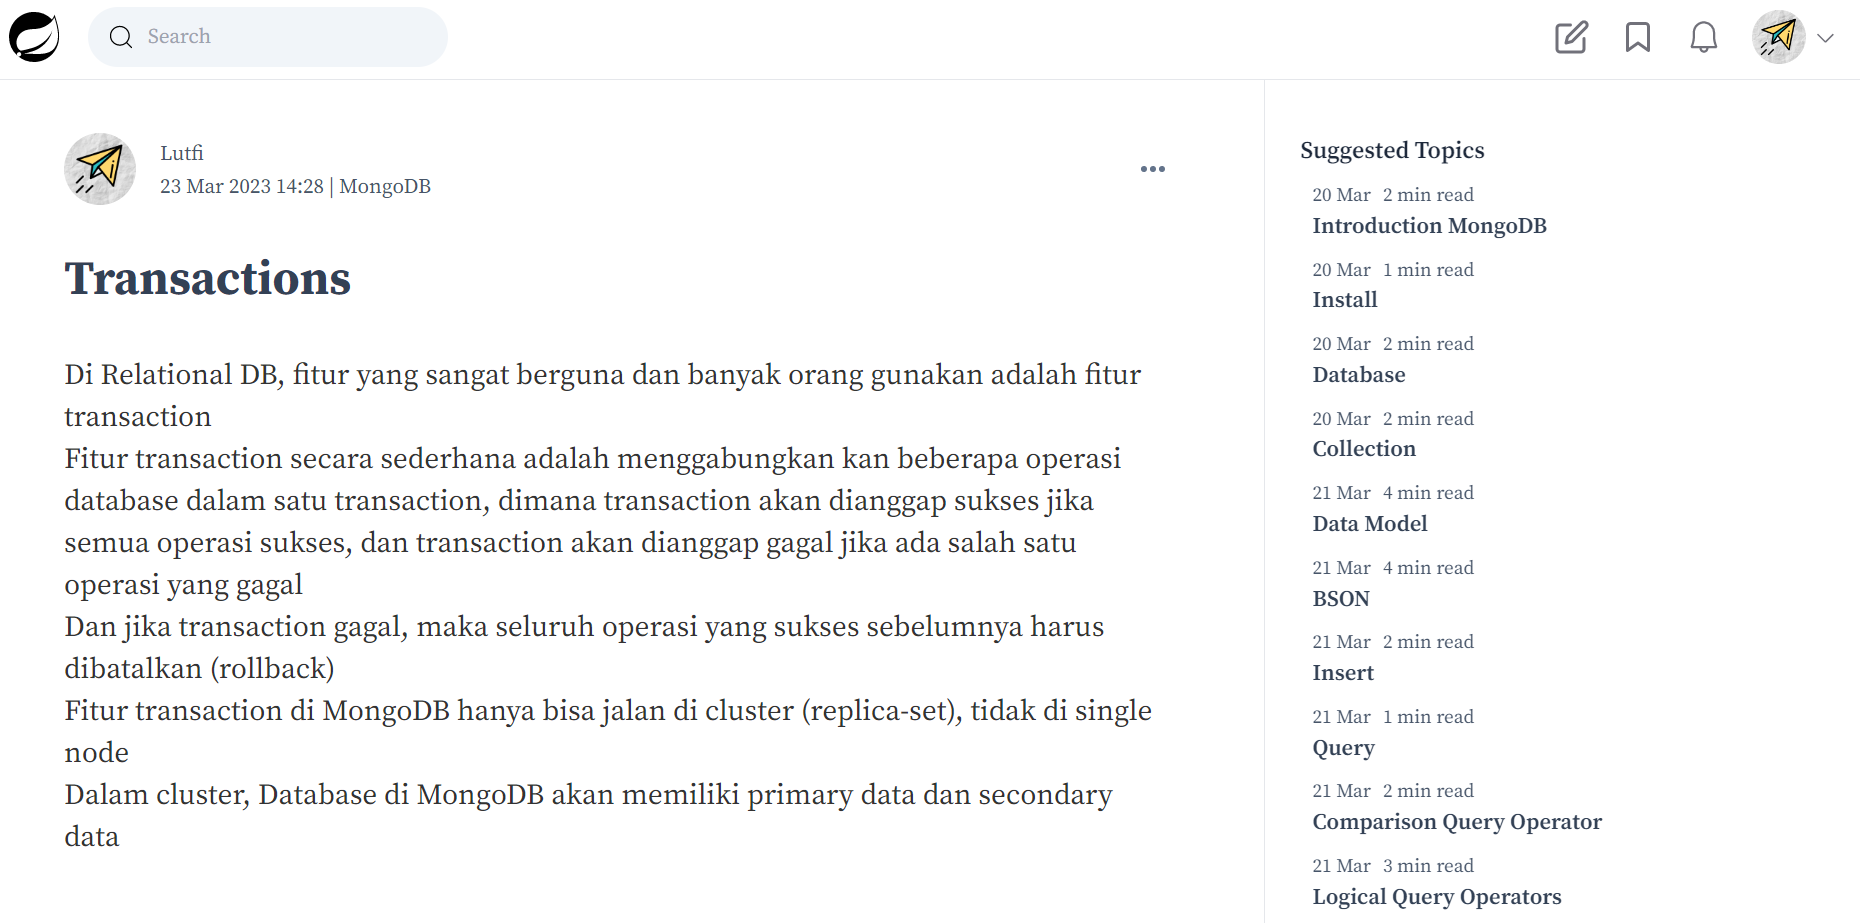 Search
Lutfi
23 Mar 2023 14:28 | MongoDB
Transactions
Di Relational DB, fitur yang sangat berguna dan banyak orang gunakan adalah fitur
transaction
Fitur transaction secara sederhana adalah menggabungkan kan beberapa operasi
database dalam satu transaction, dimana transaction akan dianggap sukses jika
semua operasi sukses, dan transaction akan dianggap gagal jika ada salah satu
operasi yang gagal
Dan jika transaction gagal, maka seluruh operasi yang sukses sebelumnya harus
dibatalkan (rollback)
Fitur transaction di MongoDB hanya bisa jalan di cluster (replica-set), tidak di single
node
Dalam cluster, Database di MongoDB akan memiliki primary data dan secondary
data
Suggested Topics
20 Mar 2 min read
Introduction MongoDB
20 Mar 1 min read
Install
20 Mar 2 min read
Database
20 Mar 2 min read
Collection
21 Mar 4 min read
Data Model
21 Mar 4 min read
BSON
21 Mar 2 min read
Insert
21 Mar 1 min read
Query
21 Mar 2 min read
Comparison Query Operator
21 Mar 3 min read
Logical Query Operators